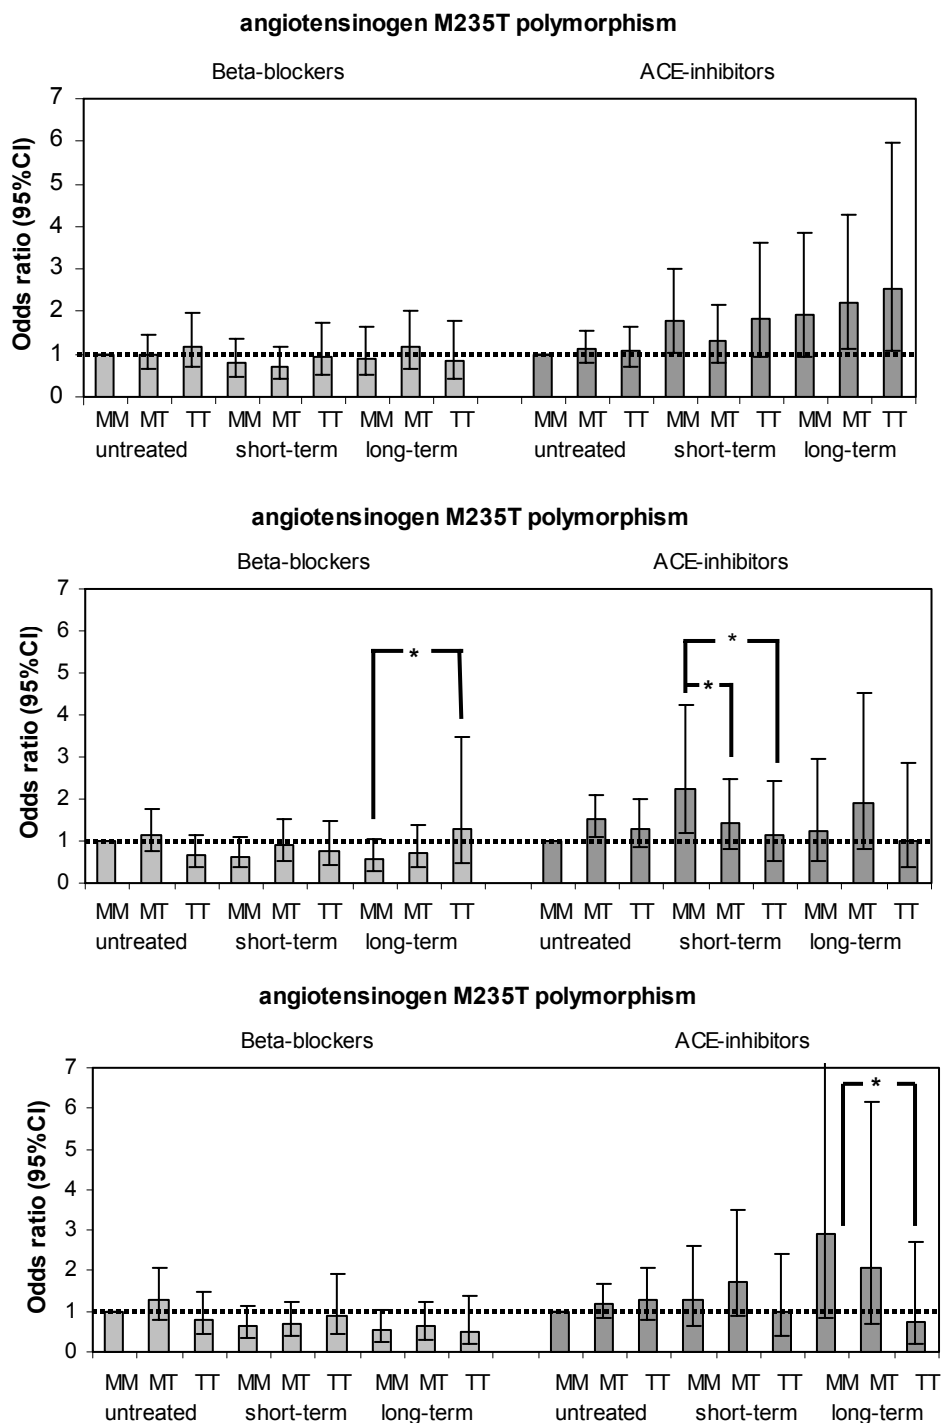 angiotensinogen M235T polymorphism
Beta-blockers ACE-inhibitors
Odds ratio (95%CI)
7
6
5
4
3
2
1
0
MM MT TT MM MT TT MM MT TT MM MT TT MM MT TT MM MT TT
untreated short-term long-term untreated short-term long-term
angiotensinogen M235T polymorphism
Beta-blockers ACE-inhibitors
Odds ratio (95%CI)
7
6
5
4
3
2
1
0
* * *
MM MT TT MM MT TT MM MT TT MM MT TT MM MT TT MM MT TT
untreated short-term long-term untreated short-term long-term
angiotensinogen M235T polymorphism
Beta-blockers ACE-inhibitors
Odds ratio (95%CI)
7
6
5
4
3
2
1
0
*
MM MT TT MM MT TT MM MT TT MM MT TT MM MT TT MM MT TT
untreated short-term long-term untreated short-term long-term